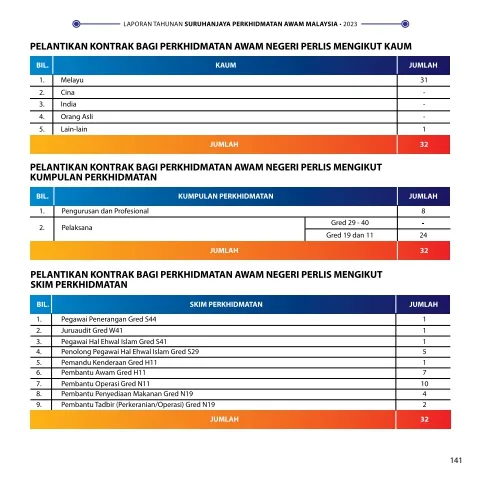 LAPORAN TAHUNAN SURUHANJAYA PERKHIDMATAN AWAM MALAYSIA • 2023
PELANTIKAN KONTRAK BAGI PERKHIDMATAN AWAM NEGERI PERLIS MENGIKUT KAUM
BIL. KAUM JUMLAH
1. Melayu 31
2. Cina -
3. India -
4. Orang Asli -
5. Lain-lain 1
JUMLAH 32
PELANTIKAN KONTRAK BAGI PERKHIDMATAN AWAM NEGERI PERLIS MENGIKUT
KUMPULAN PERKHIDMATAN
BIL. KUMPULAN PERKHIDMATAN JUMLAH
1. Pengurusan dan Profesional 8
2. Pelaksana Gred 29 - 40 -
Gred 19 dan 11 24
JUMLAH 32
PELANTIKAN KONTRAK BAGI PERKHIDMATAN AWAM NEGERI PERLIS MENGIKUT
SKIM PERKHIDMATAN
BIL. SKIM PERKHIDMATAN JUMLAH
1. Pegawai Penerangan Gred S44 1
2. Juruaudit Gred W41 1
3. Pegawai Hal Ehwal Islam Gred S41 1
4. Penolong Pegawai Hal Ehwal Islam Gred S29 5
5. Pemandu Kenderaan Gred H11 1
6. Pembantu Awam Gred H11 7
7. Pembantu Operasi Gred N11 10
8. Pembantu Penyediaan Makanan Gred N19 4
9. Pembantu Tadbir (Perkeranian/Operasi) Gred N19 2
JUMLAH 32
141